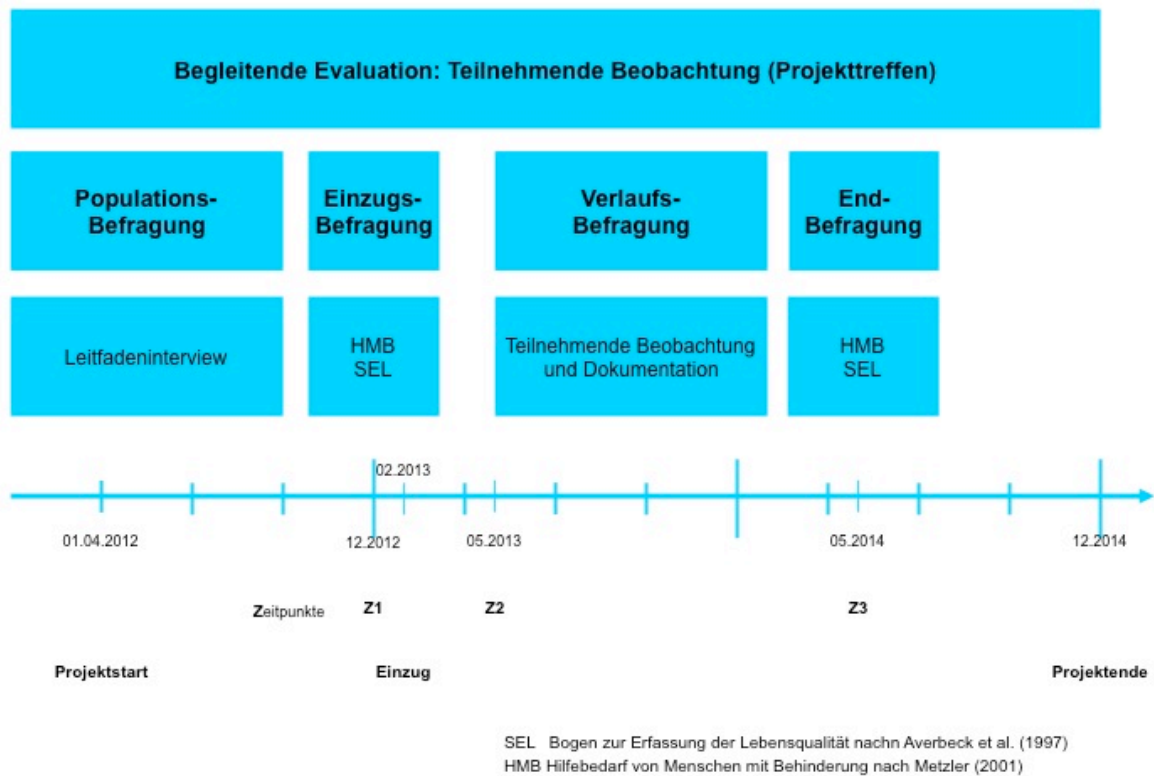 Begleitende Evaluation: Teilnehmende Beobachtung (Projekttreffen)
Populations-
Befragung
Einzugs-
Befragung
Verlaufs-
Befragung
End-
Befragung
Leitfadeninterview
HMB
SEL
Teilnehmende Beobachtung
und Dokumentation
HMB
SEL
02.2013
01.04.2012
12.2012
05.2013
05.2014
12.2014
Zeitpunkte
Z1
Z2
Z3
Projektstart
Einzug
Projektende
SEL Bogen zur Erfassung der Lebensqualität nachn Averbeck et al. (1997)
HMB Hilfebedarf von Menschen mit Behinderung nach Metzler (2001)